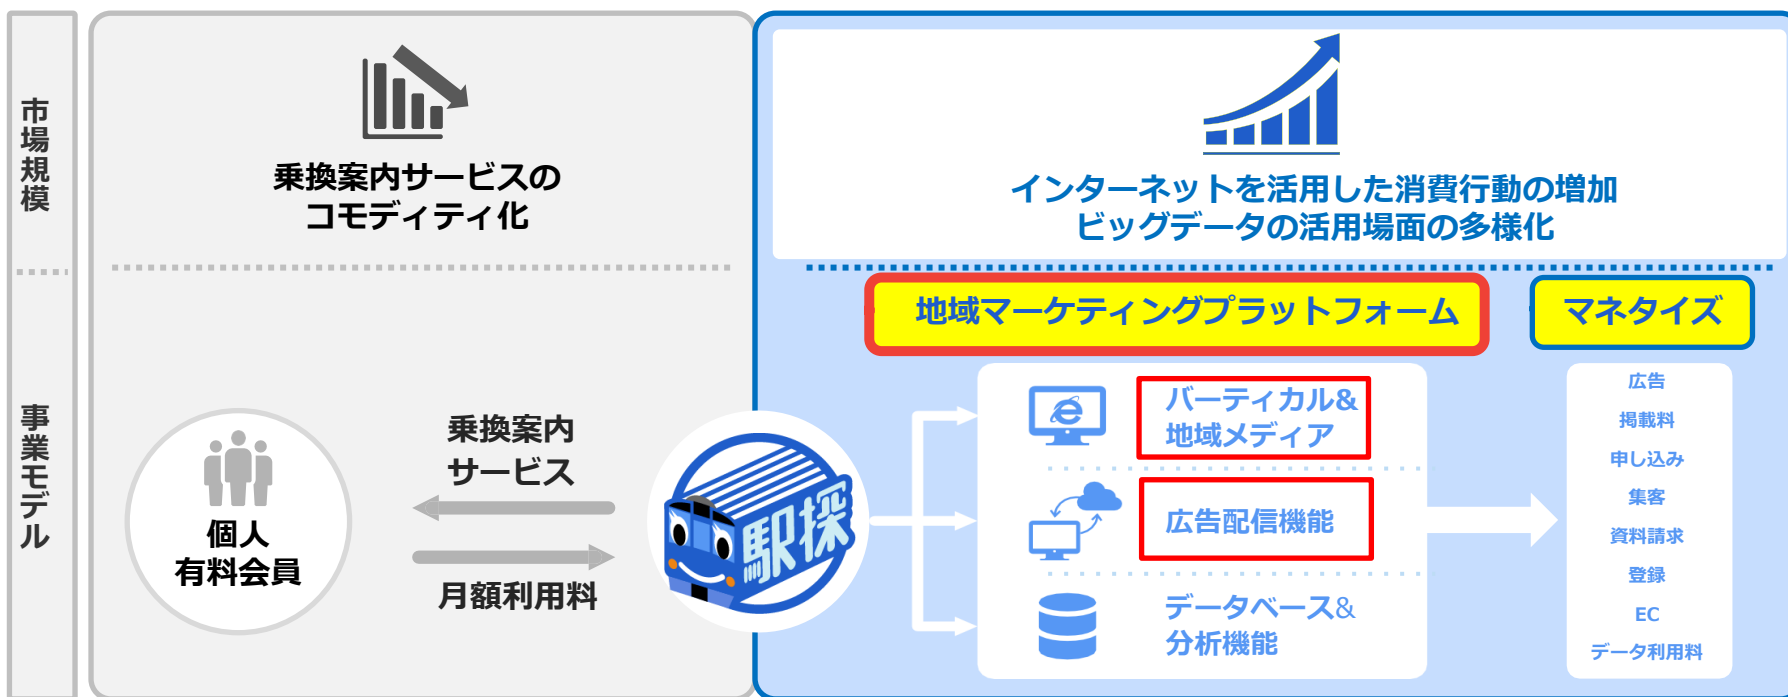 市場規模
乗換案内サービスの
コモディティ化
インターネットを活用した消費行動の増加
ビッグデータの活用場面の多様化
事業モデル
個人
有料会員
乗換案内
サービス
月額利用料
駅探
地域マーケティングプラットフォーム
バーティカル&
地域メディア
広告配信機能
データベース&
分析機能
マネタイズ
広告
掲載料
申し込み
集客
資料請求
登録
EC
データ利用料